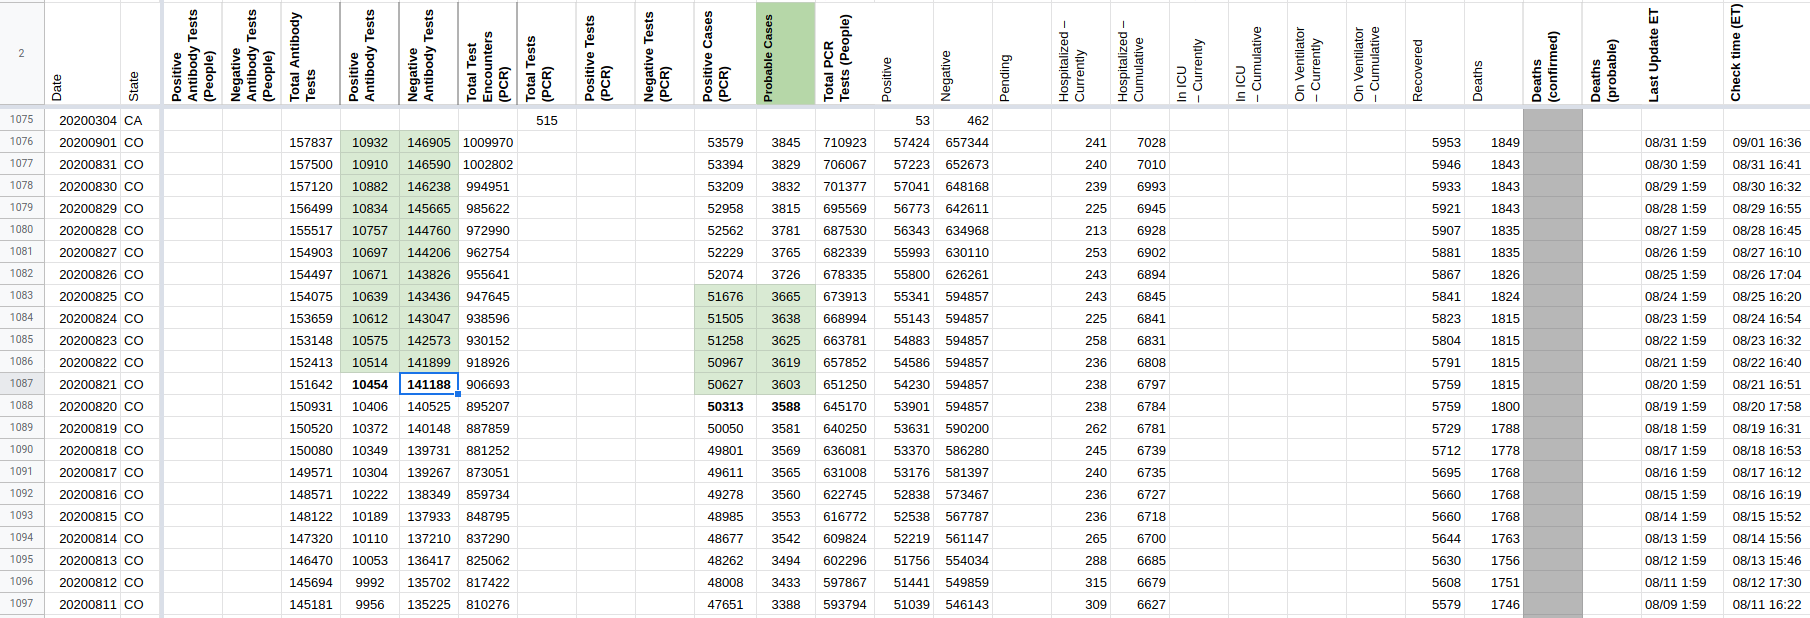 2 Date State Positive Antibody Tests (People) Negative Antibody Tests (People) Total Antibody Tests Positive Antibody Tests Negative Antibody Tests Total Test Encounters (PCR) Total Tests (PCR) Positive Tests (PCR) Negative Tests (PCR) Positive Cases (PCR) Probable Cases Total PCR Tests (People) Positive Negative Pending Hospitalized – Currently Hospitalized – Cumulative In ICU – Currently In ICU – Cumulative On Ventilator – Currently On Ventilator – Cumulative Recovered Deaths Deaths (confirmed) Deaths (probable) Last Update ET Check time (ET)
1075 20200304 CA 515 53 462
1076 20200901 CO 157837 10932 146905 1009970 53579 3845 710923 57424 657344 241 7028 5953 1849 08/31 1:59 09/01 16:36
1077 20200831 CO 157500 10910 146590 1002802 53394 3829 706067 57223 652673 240 7010 5946 1843 08/30 1:59 08/31 16:41
1078 20200830 CO 157120 10882 146238 994951 53209 3832 701377 57041 648168 239 6993 5933 1843 08/29 1:59 08/30 16:32
1079 20200829 CO 156499 10834 145665 985622 52958 3815 695569 56773 642611 225 6945 5921 1843 08/28 1:59 08/29 16:55
1080 20200828 CO 155517 10757 144760 972990 52562 3781 687530 56343 634968 213 6928 5907 1835 08/27 1:59 08/28 16:45
1081 20200827 CO 154903 10697 144206 962754 52229 3765 682339 55993 630110 253 6902 5881 1835 08/26 1:59 08/27 16:10
1082 20200826 CO 154497 10671 143826 955641 52074 3726 678335 55800 626261 243 6894 5867 1826 08/25 1:59 08/26 17:04
1083 20200825 CO 154075 10639 143436 947645 51676 3665 673913 55341 594857 243 6845 5841 1824 08/24 1:59 08/25 16:20
1084 20200824 CO 153659 10612 143047 938596 51505 3638 668994 55143 594857 225 6841 5823 1815 08/23 1:59 08/24 16:54
1085 20200823 CO 153148 10575 142573 930152 51258 3625 663781 54883 594857 258 6831 5804 1815 08/22 1:59 08/23 16:32
1086 20200822 CO 152413 10514 141899 918926 50967 3619 657852 54586 594857 236 6808 5791 1815 08/21 1:59 08/22 16:40
1087 20200821 CO 151642 10454 141188 906693 50627 3603 651250 54230 594857 238 6797 5759 1815 08/20 1:59 08/21 16:51
1088 20200820 CO 150931 10406 140525 895207 50313 3588 645170 53901 594857 238 6784 5759 1800 08/19 1:59 08/20 17:58
1089 20200819 CO 150520 10372 140148 887859 50050 3581 640250 53631 590200 262 6781 5729 1788 08/18 1:59 08/19 16:31
1090 20200818 CO 150080 10349 139731 881252 49801 3569 636081 53370 586280 245 6739 5712 1778 08/17 1:59 08/18 16:53
1091 20200817 CO 149571 10304 139267 873051 49611 3565 631008 53176 581397 240 6735 5695 1768 08/16 1:59 08/17 16:12
1092 20200816 CO 148571 10222 138349 859734 49278 3560 622745 52838 573467 236 6727 5660 1768 08/15 1:59 08/16 16:19
1093 20200815 CO 148122 10189 137933 848795 48985 3553 616772 52538 567787 236 6718 5660 1768 08/14 1:59 08/15 15:52
1094 20200814 CO 147320 10110 137210 837290 48677 3542 609824 52219 561147 265 6700 5644 1763 08/13 1:59 08/14 15:56
1095 20200813 CO 146470 10053 136417 825062 48262 3494 602296 51756 554034 288 6685 5630 1756 08/12 1:59 08/13 15:46
1096 20200812 CO 145694 9992 135702 817422 48008 3433 597867 51441 549859 315 6679 5608 1751 08/11 1:59 08/12 17:30
1097 20200811 CO 145181 9956 135225 810276 47651 3388 593794 51039 546143 309 6627 5579 1746 08/09 1:59 08/11 16:22